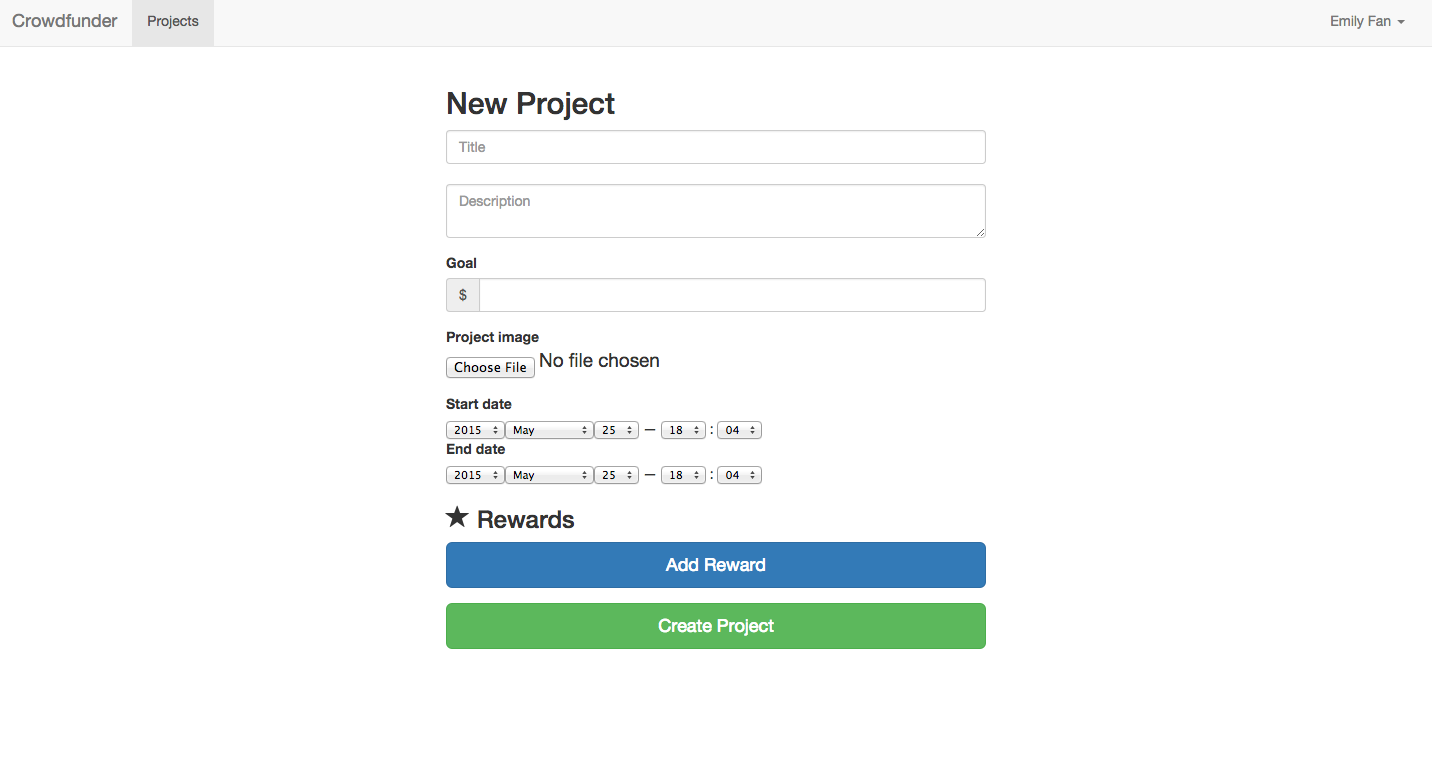 Crowdfunder Projects Emily Fan
New Project
Title
Description
Goal
$
Project image
Choose File No file chosen
Start date
2015 May 25 — 18 : 04
End date
2015 May 25 — 18 : 04
★ Rewards
Add Reward
Create Project